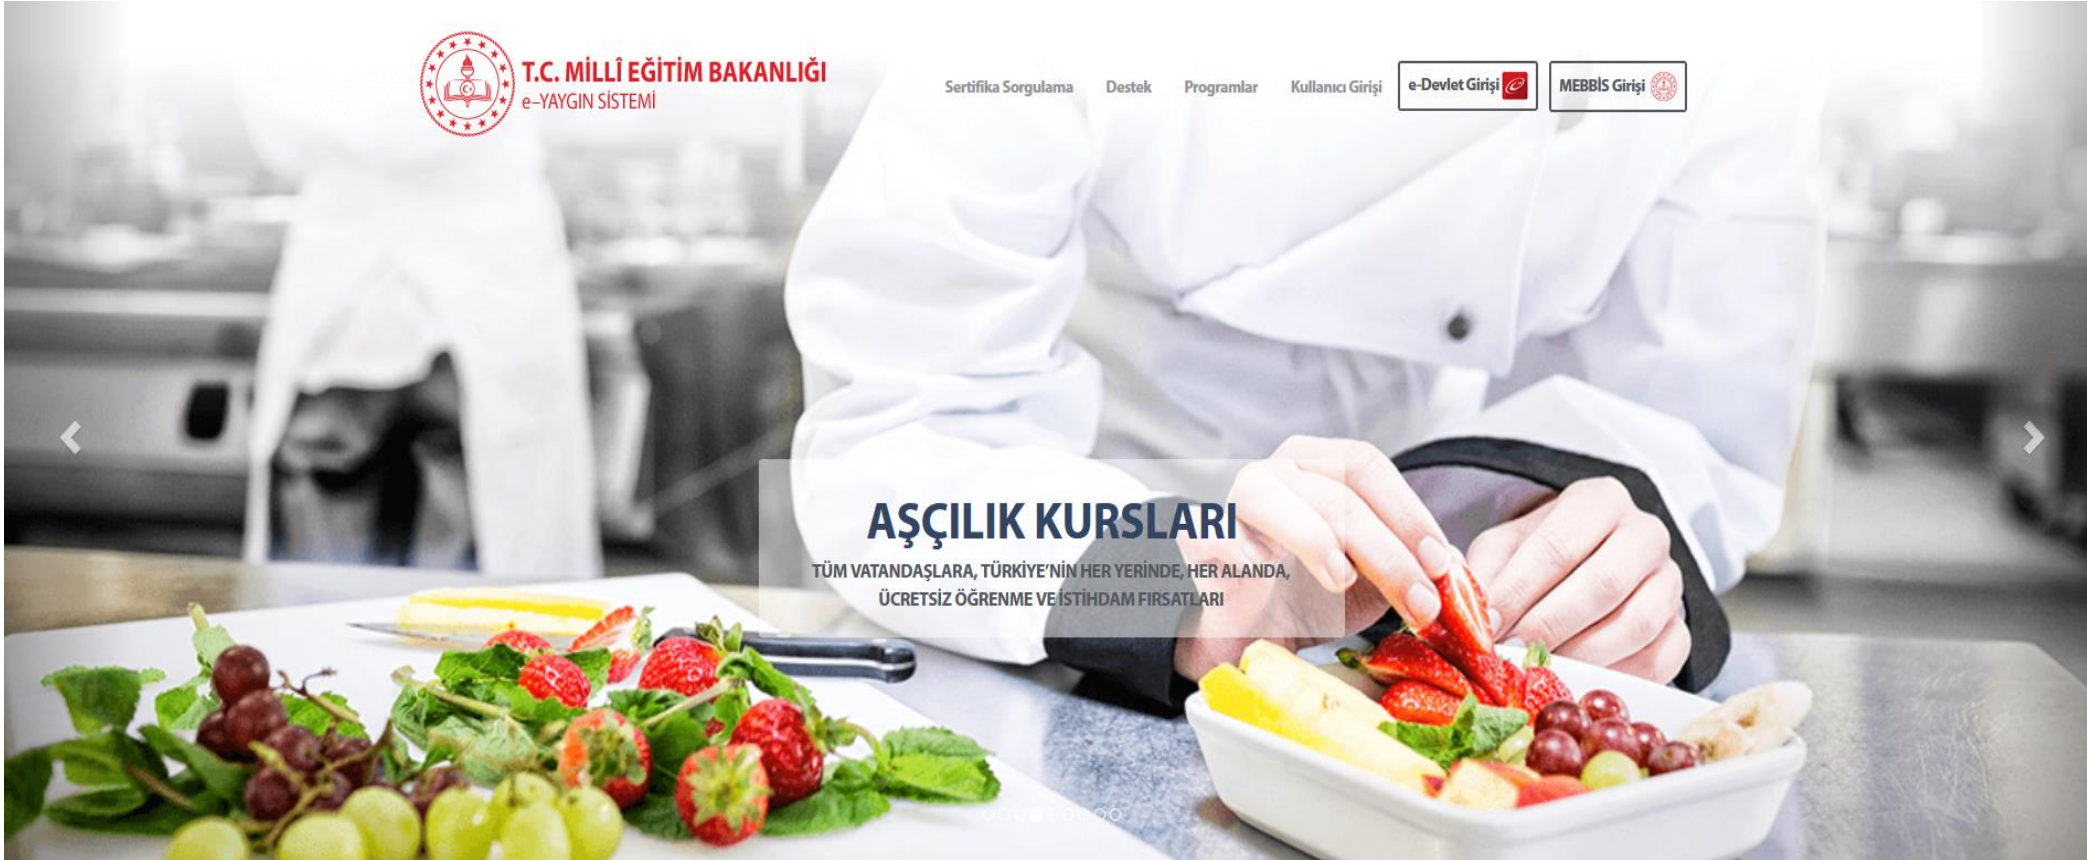 T.C. MİLLÎ EĞİTİM BAKANLIĞI
e-YAYGIN SİSTEMİ
Sertifika Sorgulama
Destek
Programlar
Kullanıcı Girişi
e-Devlet Girişi
MEBBİS Girişi
AŞÇILIK KURSLARI
TÜM VATANDAŞLARA, TÜRKİYE'NİN HER YERİNDE, HER ALANDA,
ÜCRETSİZ ÖĞRENME VE İSTİHDAM FIRSATLARI